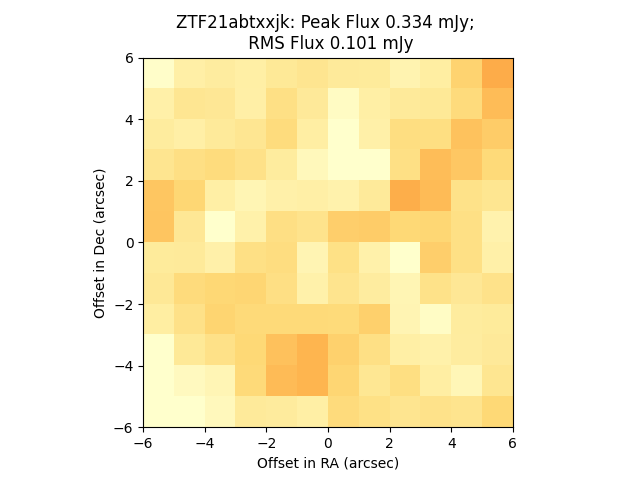 ZTF21abtxxjk: Peak Flux 0.334 mJy;
RMS Flux 0.101 mJy
6
4
2
0
−2
−4
−6
Offset in Dec (arcsec)
−6 −4 −2 0 2 4 6
Offset in RA (arcsec)